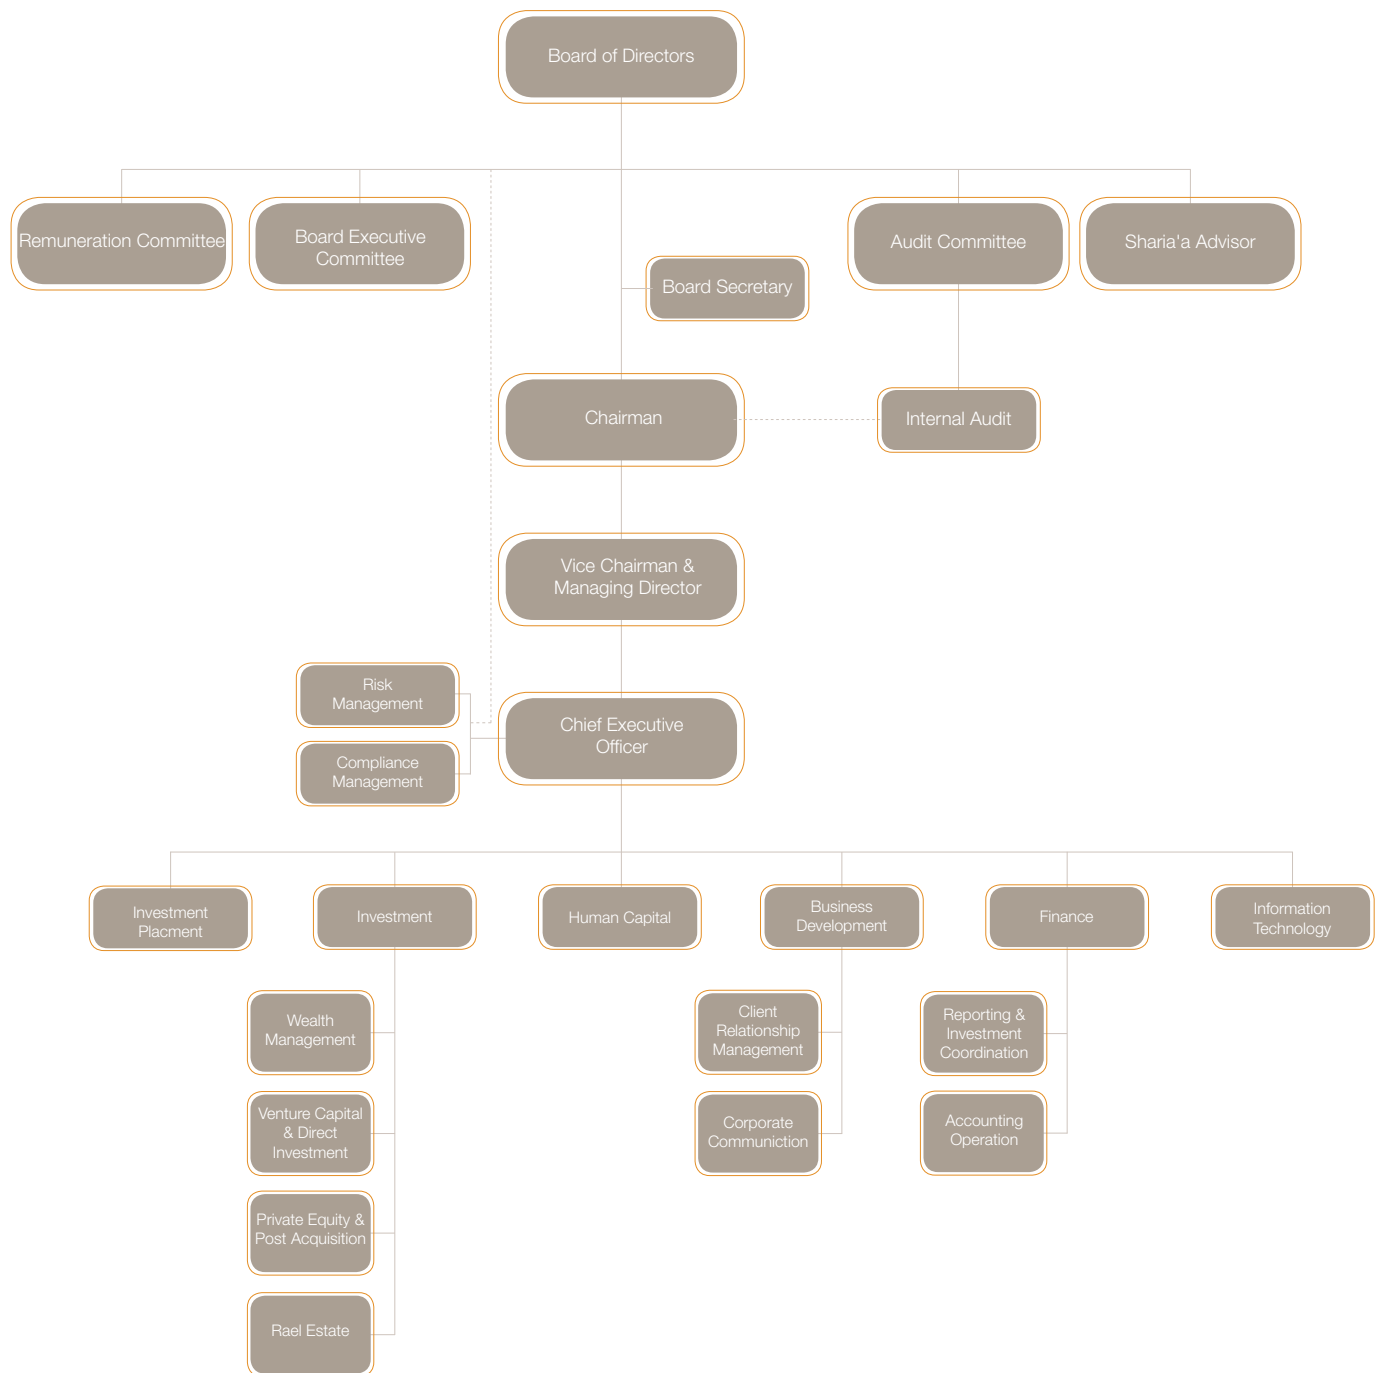 Board of Directors
Remuneration Committee
Board Executive
Committee
Audit Committee
Sharia'a Advisor
Board Secretary
Chairman
Internal Audit
Vice Chairman &
Managing Director
Risk
Management
Chief Executive
Officer
Compliance
Management
Investment
Placment
Investment
Human Capital
Business
Development
Finance
Information
Technology
Wealth
Management
Client
Relationship
Management
Reporting &
Investment
Coordination
Venture Capital
& Direct
Investment
Corporate
Communiction
Accounting
Operation
Private Equity &
Post Acquisition
Rael Estate